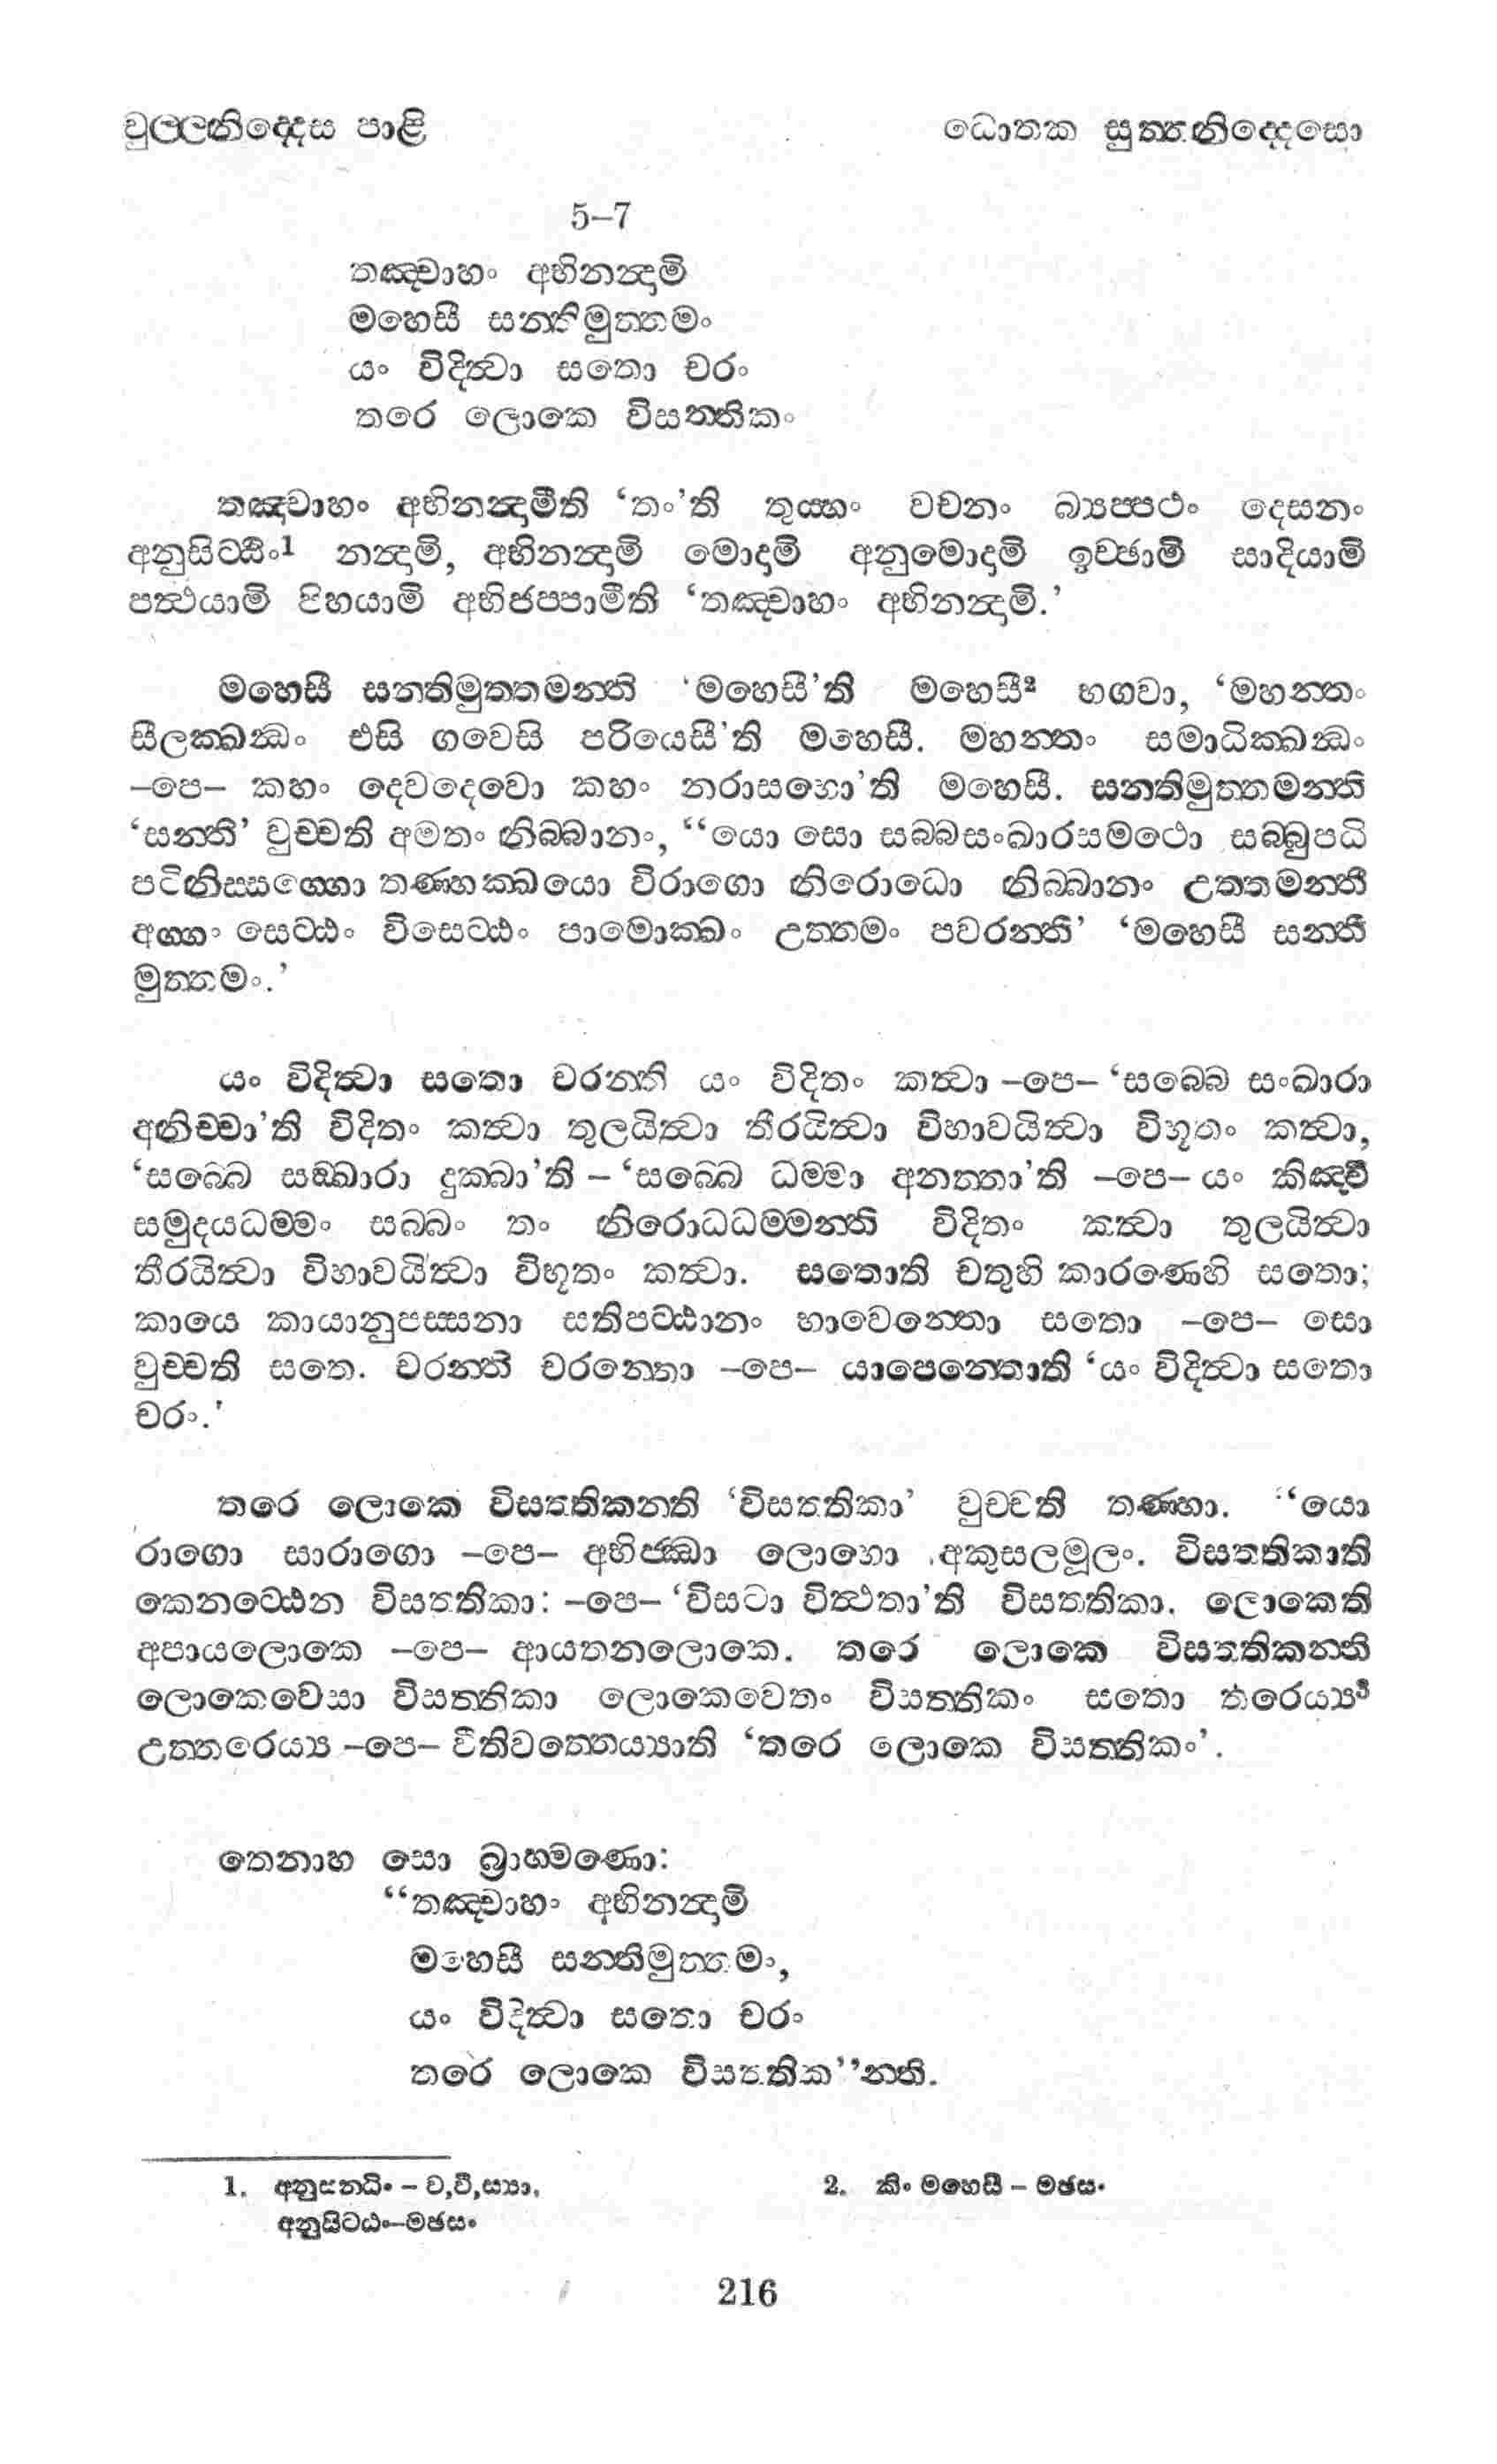 චුල්ලනිද්දෙස පාළි
ධොතක සුත්තනිද්දෙසො
5–7
තඤ්චාහං අභිනන්දාමි
මහෙසී සන්තිමුත්තමං
යං විදිත්වා සතො චරං
තරෙ ලොකෙ විසත්තිකං
තඤ්චාහං අභිනන්දාමීති ‘තං’ති තුය්හං වචනං බ්‍යප්පථං දෙසනං
අනුසිට්ඨිං1 නන්දාමි, අභිනන්දාමි මොදාමි අනුමොදාමි ඉච්ඡාමි සාදියාමි
පත්ථයාමි පිහයාමි අභිජප්පාමීති ‘තඤ්චාහං අභිනන්දාමි.’
මහෙසී සන්තිමුත්තමන්ති ‘මහෙසී’ති මහෙසී2 භගවා, ‘මහන්තං
සීලක්ඛන්ධං එසි ගවෙසි පරියෙසී’ති මහෙසී. මහන්තං සමාධික්ඛන්ධං
–පෙ– කහං දෙවදෙවො කහං නරාසභො’ති මහෙසී. සන්තිමුත්තමන්ති
‘සන්ති’ වුච්චති අමතං නිබ්බානං, “යො සො සබ්බසංඛාරසමථො සබ්බුපධි
පටිනිස්සග්ගො තණ්හක්ඛයො විරාගො නිරොධො නිබ්බානං උත්තමන්ති
අග්ගං සෙට්ඨං විසෙට්ඨං පාමොක්ඛං උත්තමං පවරන්ති’ ‘මහෙසී සන්ති
මුත්තමං.’
යං විදිත්වා සතො චරන්ති යං විදිතං කත්වා –පෙ– ‘සබ්බෙ සංඛාරා
අනිච්චා’ති විදිතං කත්වා තුලයිත්වා තීරයිත්වා විභාවයිත්වා විභූතං කත්වා,
‘සබ්බෙ සඞ්ඛාරා දුක්ඛා’ති – ‘සබ්බෙ ධම්මා අනත්තා’ති –පෙ– යං කිඤ්චි
සමුදයධම්මං සබ්බං තං නිරොධධම්මන්ති විදිතං කත්වා තුලයිත්වා
තීරයිත්වා විභාවයිත්වා විභූතං කත්වා. සතොති චතුහි කාරණෙහි සතො;
කායෙ කායානුපස්සනා සතිපට්ඨානං භාවෙන්තො සතො –පෙ– සො
වුච්චති සතො. චරන්ති චරන්තො –පෙ– යාපෙන්තොති ‘යං විදිත්වා සතො
චරං.’
තරෙ ලොකෙ විසත්තිකන්ති ‘විසත්තිකා’ වුච්චති තණ්හා. “යො
රාගො සාරාගො –පෙ– අභිජ්ඣා ලොභො අකුසලමූලං. විසත්තිකාති
කෙනට්ඨෙන විසත්තිකා: –පෙ– ‘විසටා විත්ථතා’ති විසත්තිකා. ලොකෙති
අපායලොකෙ –පෙ– ආයතනලොකෙ. තරෙ ලොකෙ විසත්තිකන්ති
ලොකෙවෙසා විසත්තිකා ලොකෙවෙතං විසත්තිකං සතො තරෙය්‍යං
උත්තරෙය්‍ය –පෙ– වීතිවත්තෙය්‍යාති ‘තරෙ ලොකෙ විසත්තිකං’.
තෙනාහ සො බ්‍රාහ්මණො:
“තඤ්චාහං අභිනන්දාමි
මහෙසී සන්තිමුත්තමං,
යං විදිත්වා සතො චරං
තරෙ ලොකෙ විසත්තික”න්ති.
1. අනුසන්ධිං – ව,වි,ස්‍යා,
අනුසිට්ඨං–මඡසං
2. කිං මහෙසී – මඡසං
216